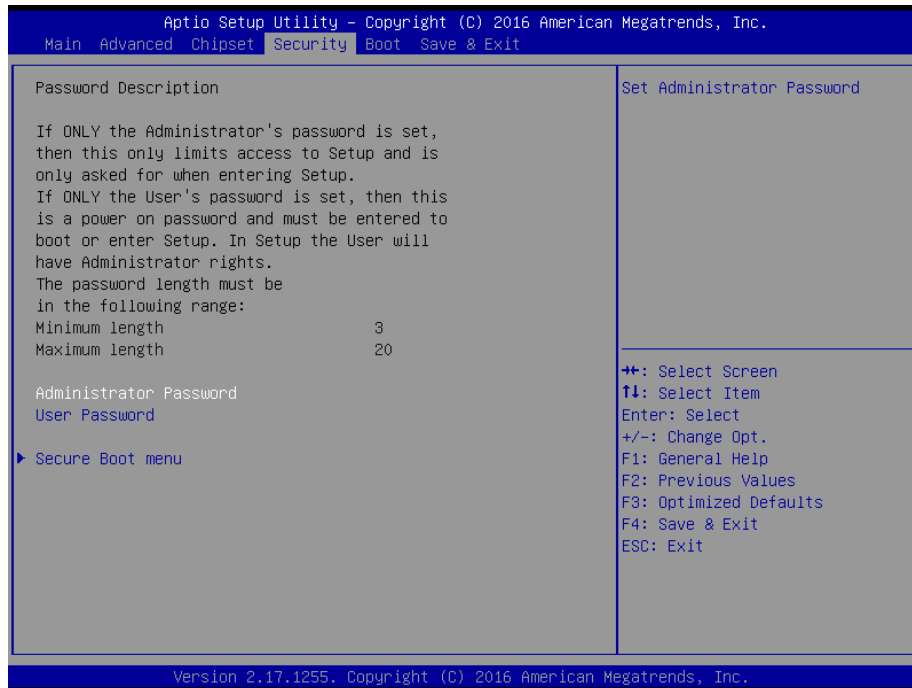 Aptio Setup Utility – Copyright (C) 2016 American Megatrends, Inc.
Main Advanced Chipset Security Boot Save & Exit
Password Description
If ONLY the Administrator's password is set,
then this only limits access to Setup and is
only asked for when entering Setup.
If ONLY the User's password is set, then this
is a power on password and must be entered to
boot or enter Setup. In Setup the User will
have Administrator rights.
The password length must be
in the following range:
Minimum length 3
Maximum length 20
Administrator Password
User Password
Secure Boot menu
Set Administrator Password
→←: Select Screen
↑↓: Select Item
Enter: Select
+/-: Change Opt.
F1: General Help
F2: Previous Values
F3: Optimized Defaults
F4: Save & Exit
ESC: Exit
Version 2.17.1255. Copyright (C) 2016 American Megatrends, Inc.